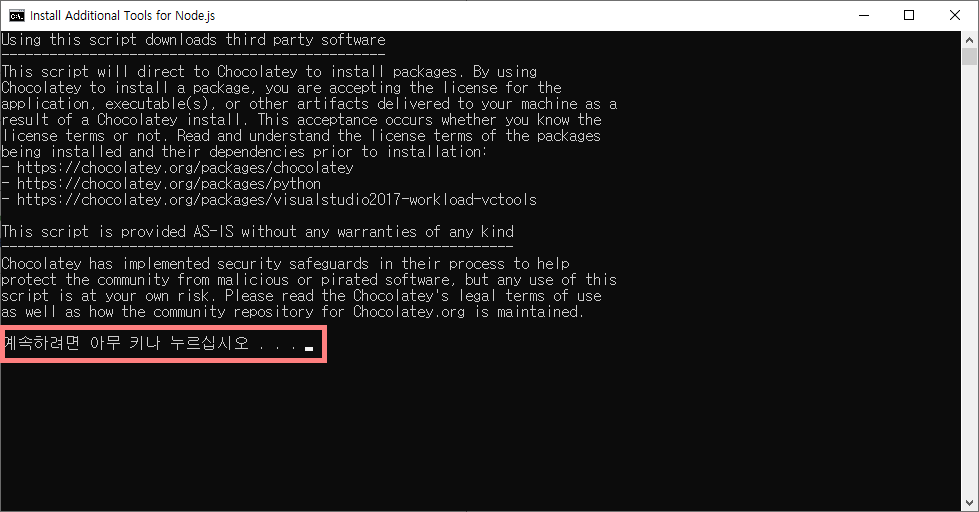 Install Additional Tools for Node.js
Using this script downloads third party software
------------------------------------------------
This script will direct to Chocolatey to install packages. By using
Chocolatey to install a package, you are accepting the license for the
application, executable(s), or other artifacts delivered to your machine as a
result of a Chocolatey install. This acceptance occurs whether you know the
license terms or not. Read and understand the license terms of the packages
being installed and their dependencies prior to installation:
- https://chocolatey.org/packages/chocolatey
- https://chocolatey.org/packages/python
- https://chocolatey.org/packages/visualstudio2017-workload-vctools
This script is provided AS-IS without any warranties of any kind
----------------------------------------------------------------
Chocolatey has implemented security safeguards in their process to help
protect the community from malicious or pirated software, but any use of this
script is at your own risk. Please read the Chocolatey's legal terms of use
as well as how the community repository for Chocolatey.org is maintained.
계속하려면 아무 키나 누르십시오 . . .